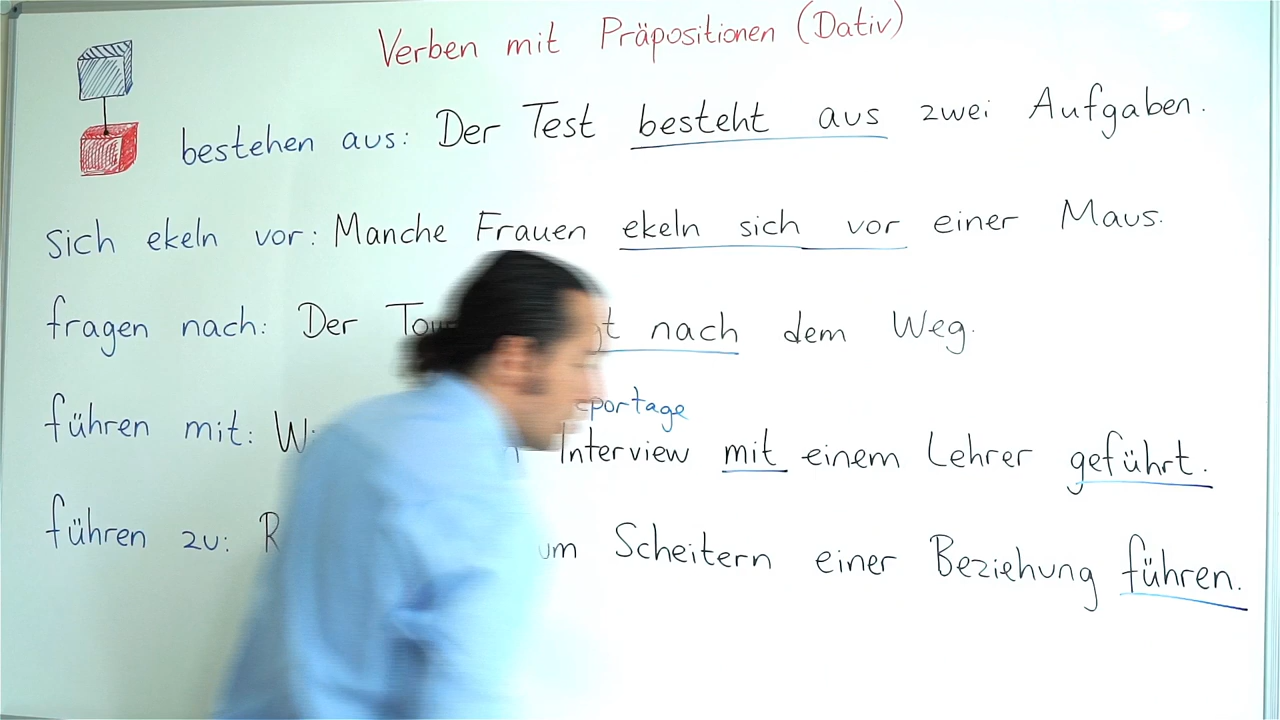 Verben mit Präpositionen (Dativ)
bestehen aus: Der Test besteht aus zwei Aufgaben.
sich ekeln vor: Manche Frauen ekeln sich vor einer Maus.
fragen nach: Der nach dem Weg.
führen mit: Interview mit einem Lehrer geführt.
führen zu: Scheitern einer Beziehung führen.